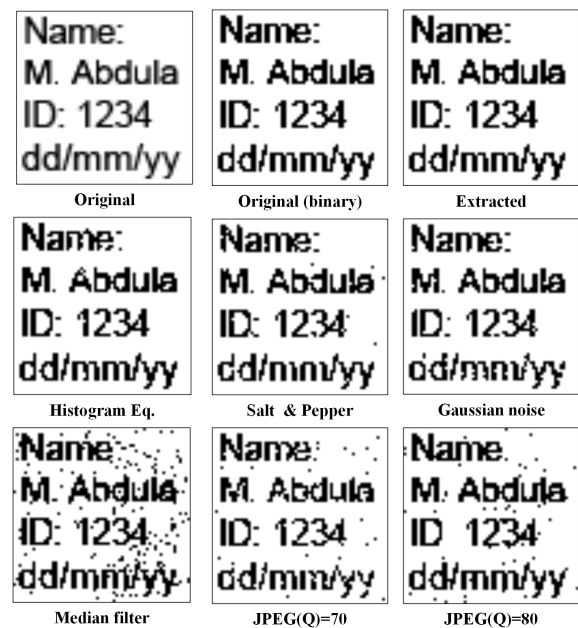 Name:
M. Abdula
ID: 1234
dd/mm/yy
Original
Name:
M. Abdula
ID: 1234
dd/mm/yy
Original (binary)
Name:
M. Abdula
ID: 1234
dd/mm/yy
Extracted
Name:
M. Abdula
ID: 1234
dd/mm/yy
Histogram Eq.
Name:
M. Abdula
ID: 1234
dd/mm/yy
Salt & Pepper
Name:
M. Abdula
ID: 1234
dd/mm/yy
Gaussian noise
Name
M. Abdula
ID: 1234
dd/mm/yy
Median filter
Name:
M. Abdula
ID: 1234
dd/mm/yy
JPEG(Q)=70
Name
M. Abdula
ID 1234
dd/mm/yy
JPEG(Q)=80